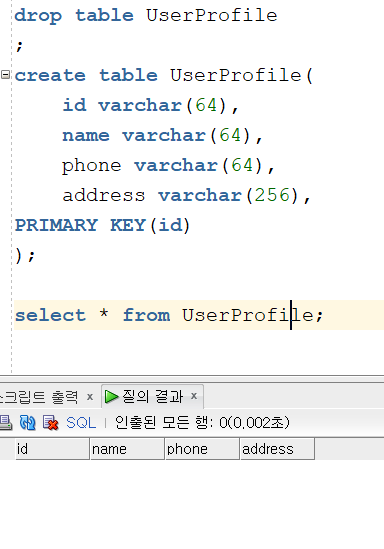 drop table UserProfile
;
create table UserProfile(
id varchar(64),
name varchar(64),
phone varchar(64),
address varchar(256),
PRIMARY KEY(id)
);
select * from UserProfile;
스크립트 출력 x 질의 결과 x
SQL | 인출된 모든 행: 0(0,002초)
id name phone address